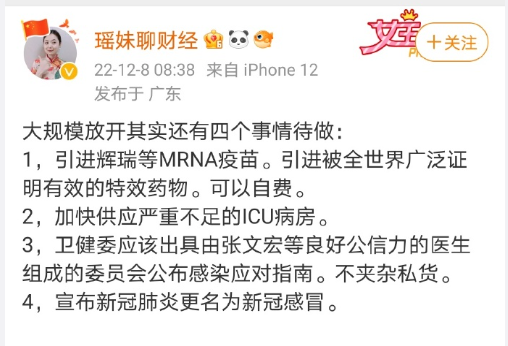 瑶妹聊财经
女王
+关注
22-12-8 08:38 来自 iPhone 12
发布于 广东
大规模放开其实还有四个事情待做：
1，引进辉瑞等MRNA疫苗。引进被全世界广泛证
明有效的特效药物。可以自费。
2，加快供应严重不足的ICU病房。
3，卫健委应该出具由张文宏等良好公信力的医生
组成的委员会公布感染应对指南。不夹杂私货。
4，宣布新冠肺炎更名为新冠感冒。